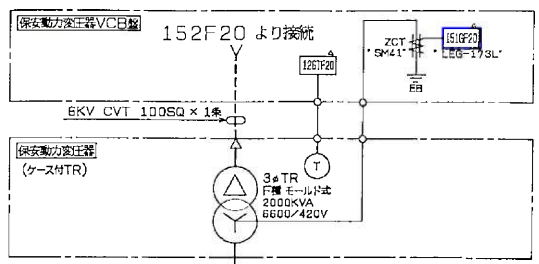 保安動力変圧器VCB盤
152F20 より接続
126TF20
ZCT
"SM41"
151GF20
"LEG-173L"
EB
6KV CVT 100SQ × 1条
保安動力変圧器
(ケース付TR)
T
3φTR
F種 モールド式
2000KVA
6600/420V